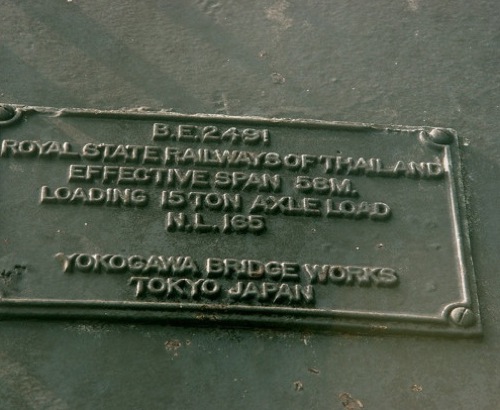 B.E.2491
ROYAL STATE RAILWAYS OF THAILAND
EFFECTIVE SPAN 58M.
LOADING 15 TON AXLE LOAD
N.L.165
YOKOGAWA BRIDGE WORKS
TOKYO JAPAN